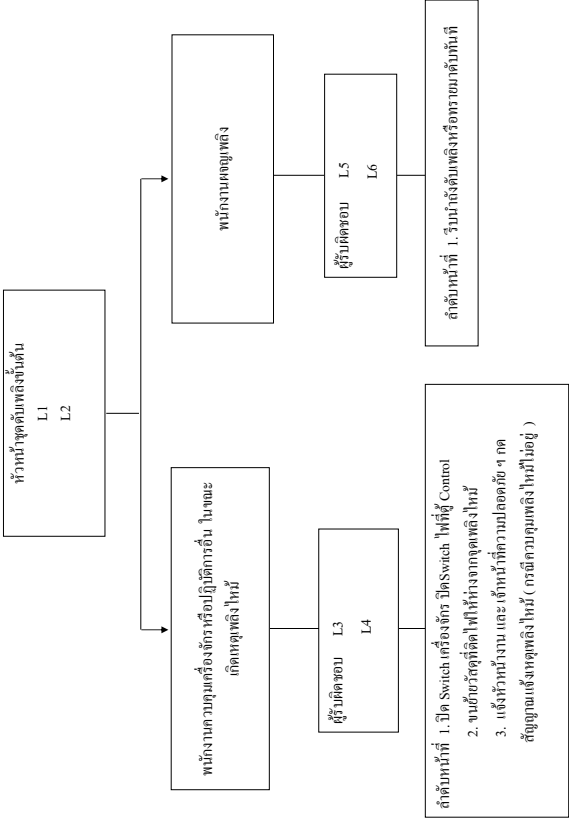 หัวหน้าชุดดับเพลิงขั้นต้น
L1
L2
พนักงานควบคุมเครื่องจักรหรือปฏิบัติการอื่น ในขณะ
เกิดเหตุเพลิงไหม้
ผู้รับผิดชอบ L3
L4
ลำดับหน้าที่ 1. ปิด Switch เครื่องจักร ปิดSwitch ไฟที่ตู้ Control
2. ขนย้ายวัสดุที่ติดไฟให้ห่างจากจุดเพลิงไหม้
3. แจ้งหัวหน้างาน และ เจ้าหน้าที่ความปลอดภัย ฯ กด
สัญญาณแจ้งเหตุเพลิงไหม้ ( กรณีควบคุมเพลิงไหม้ไม่อยู่ )
พนักงานผจญเพลิง
ผู้รับผิดชอบ L5
L6
ลำดับหน้าที่ 1. รีบนำถังดับเพลิงหรือทรายมาดับทันที